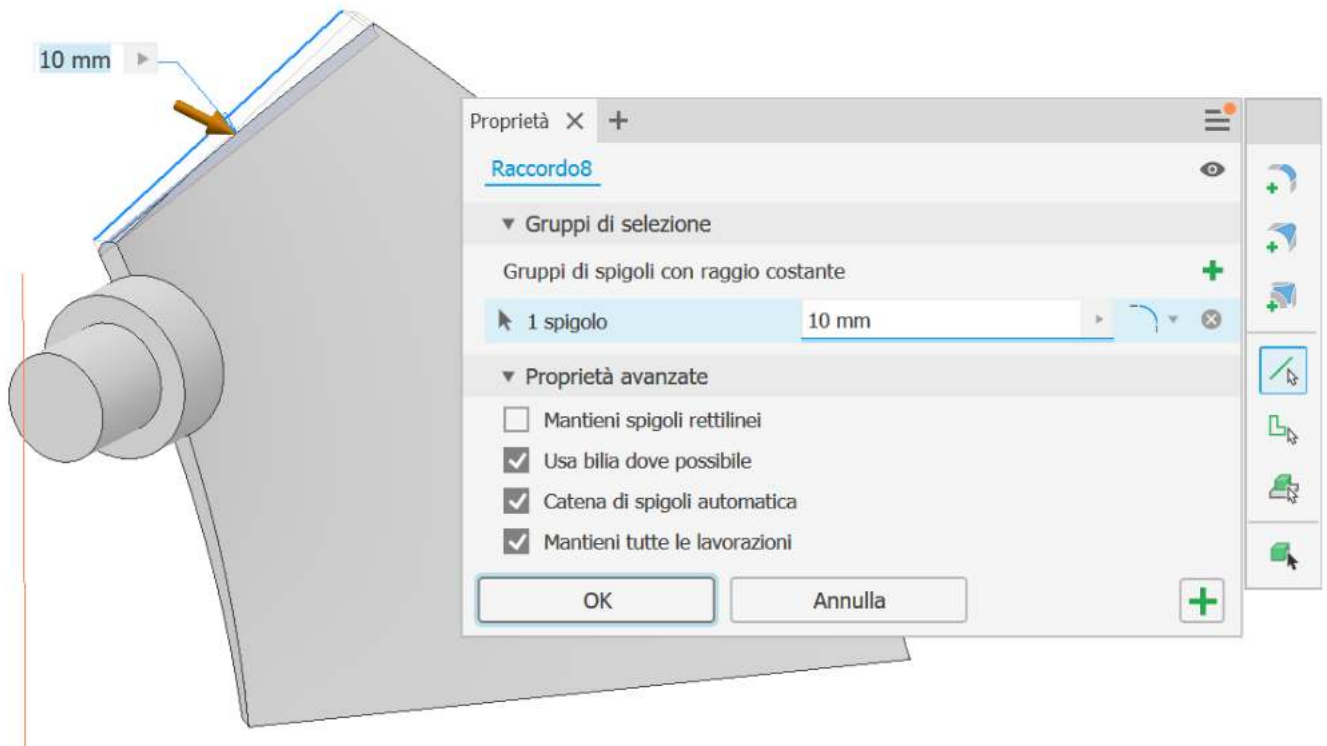 10 mm
Proprietà
Raccordo8
Gruppi di selezione
Gruppi di spigoli con raggio costante
1 spigolo 10 mm
Proprietà avanzate
Mantieni spigoli rettilinei
Usa bilia dove possibile
Catena di spigoli automatica
Mantieni tutte le lavorazioni
OK Annulla